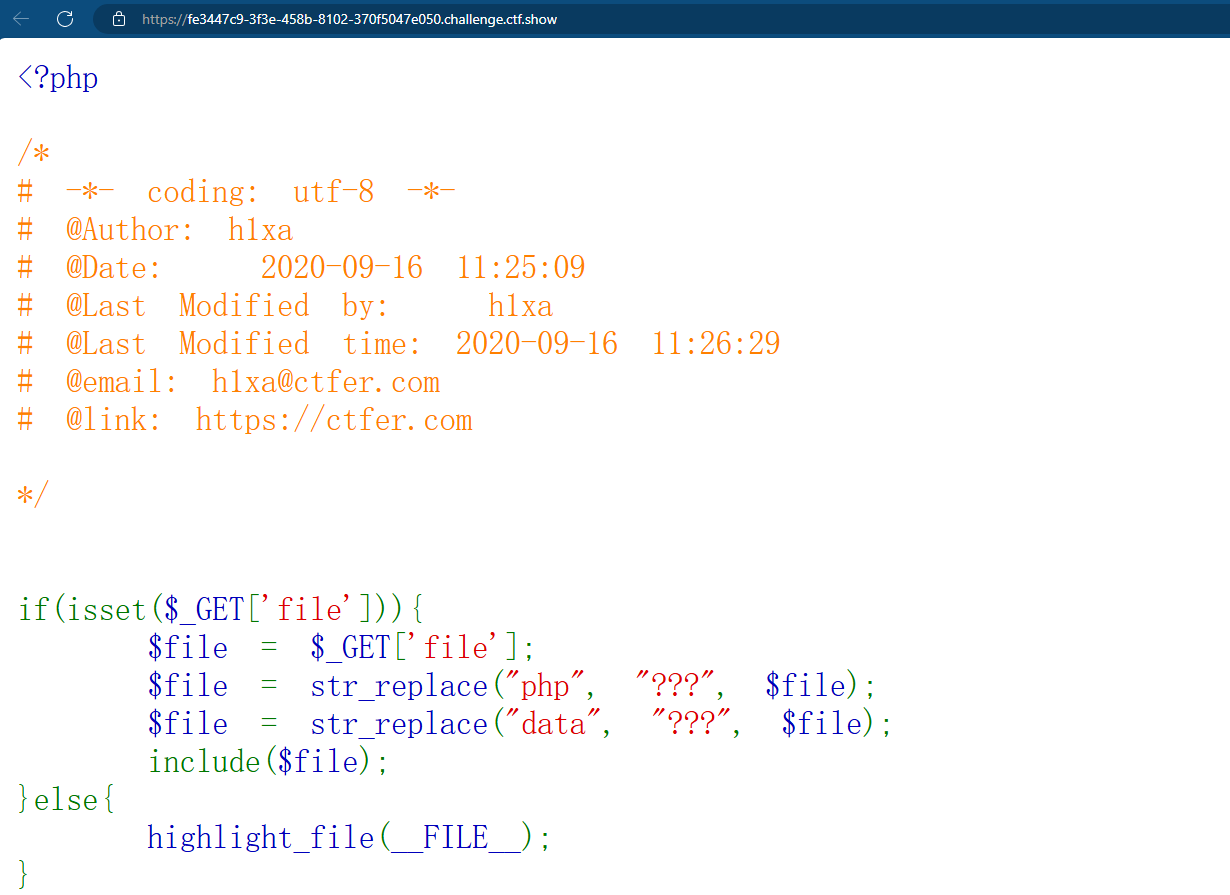 https://fe3447c9-3f3e-458b-8102-370f5047e050.challenge.ctf.show
<?php
/*
# -*- coding: utf-8 -*-
# @Author: h1xa
# @Date: 2020-09-16 11:25:09
# @Last Modified by: h1xa
# @Last Modified time: 2020-09-16 11:26:29
# @email: h1xa@ctfer.com
# @link: https://ctfer.com
*/
if(isset($_GET['file'])){
$file = $_GET['file'];
$file = str_replace("php", "???", $file);
$file = str_replace("data", "???", $file);
include($file);
}else{
highlight_file(__FILE__);
}